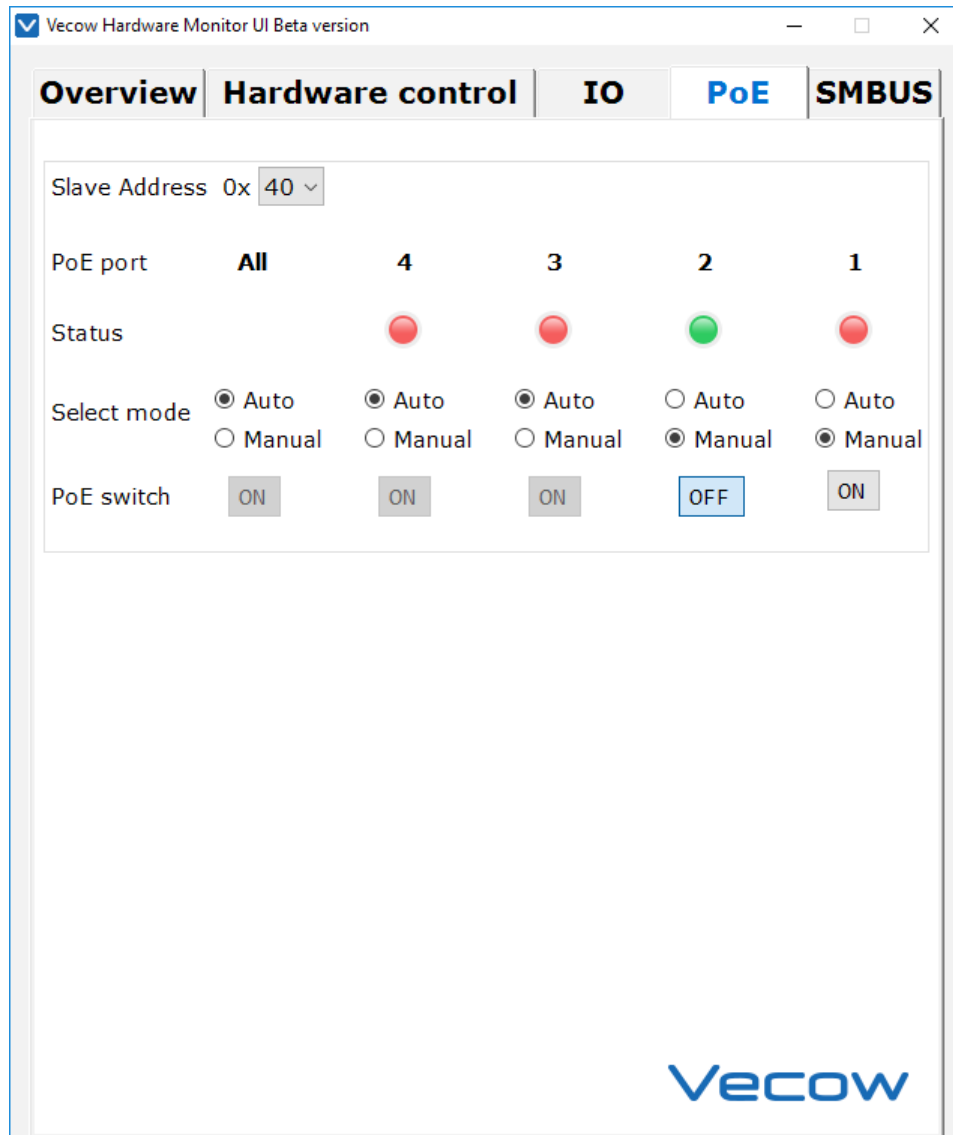 Vecow Hardware Monitor UI Beta version
Overview Hardware control IO PoE SMBUS
Slave Address 0x 40
PoE port All 4 3 2 1
Status
Select mode
Auto Auto Auto Auto Auto
Manual Manual Manual Manual Manual
PoE switch ON ON ON OFF ON
Vecow